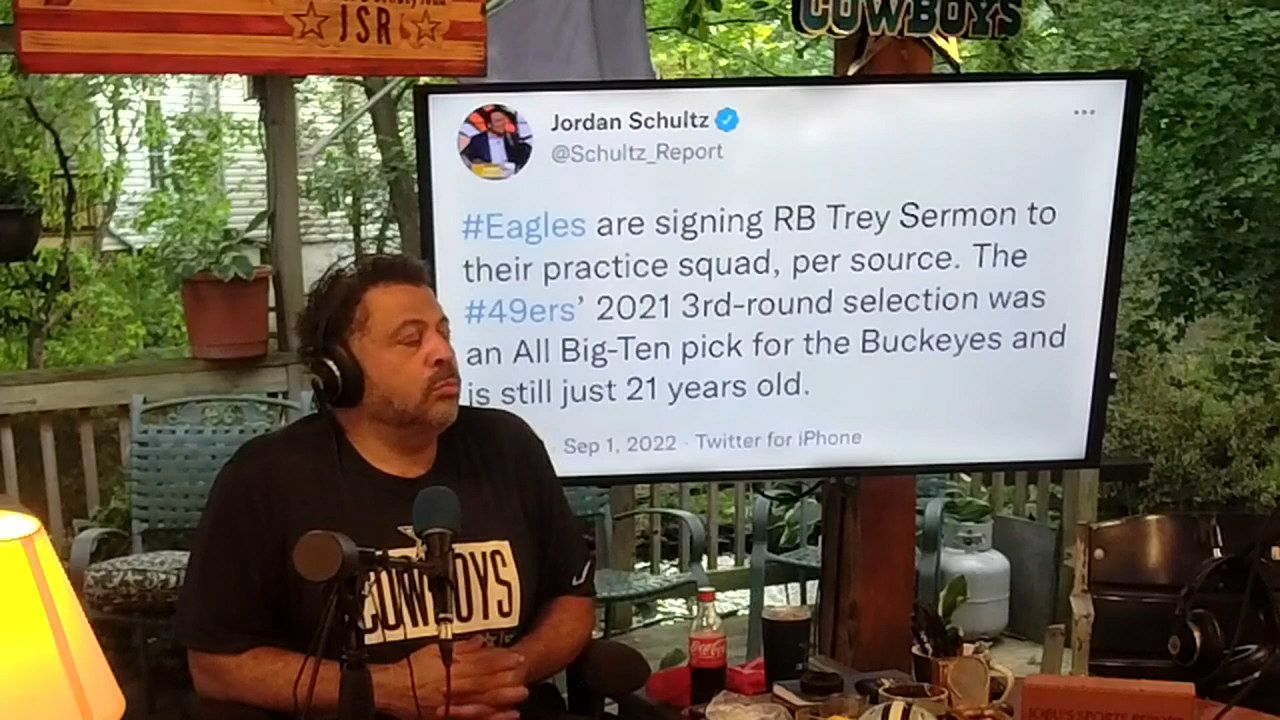 JSR
COWBOYS
Jordan Schultz
@Schultz_Report
#Eagles are signing RB Trey Sermon to
their practice squad, per source. The
#49ers' 2021 3rd-round selection was
an All Big-Ten pick for the Buckeyes and
is still just 21 years old.
· Sep 1, 2022 · Twitter for iPhone
COWBOYS
Coca-Cola